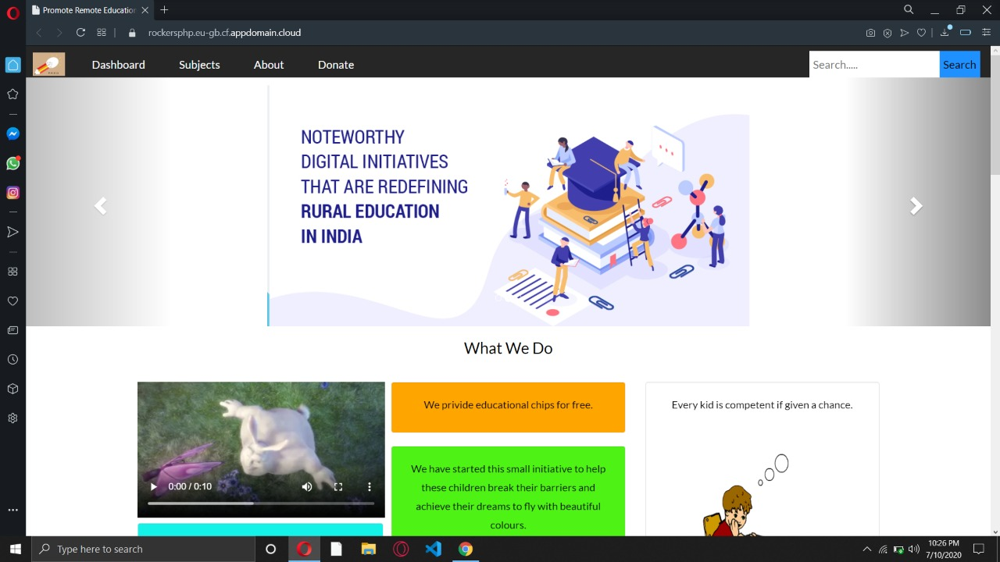 Promote Remote Education
rockersphp.eu-gb.cf.appdomain.cloud
Dashboard
Subjects
About
Donate
Search.....
Search
NOTEWORTHY
DIGITAL INITIATIVES
THAT ARE REDEFINING
RURAL EDUCATION
IN INDIA
What We Do
0:00 / 0:10
We privide educational chips for free.
We have started this small initiative to help
these children break their barriers and
achieve their dreams to fly with beautiful
colours.
Every kid is competent if given a chance.
Type here to search
10:26 PM
7/10/2020